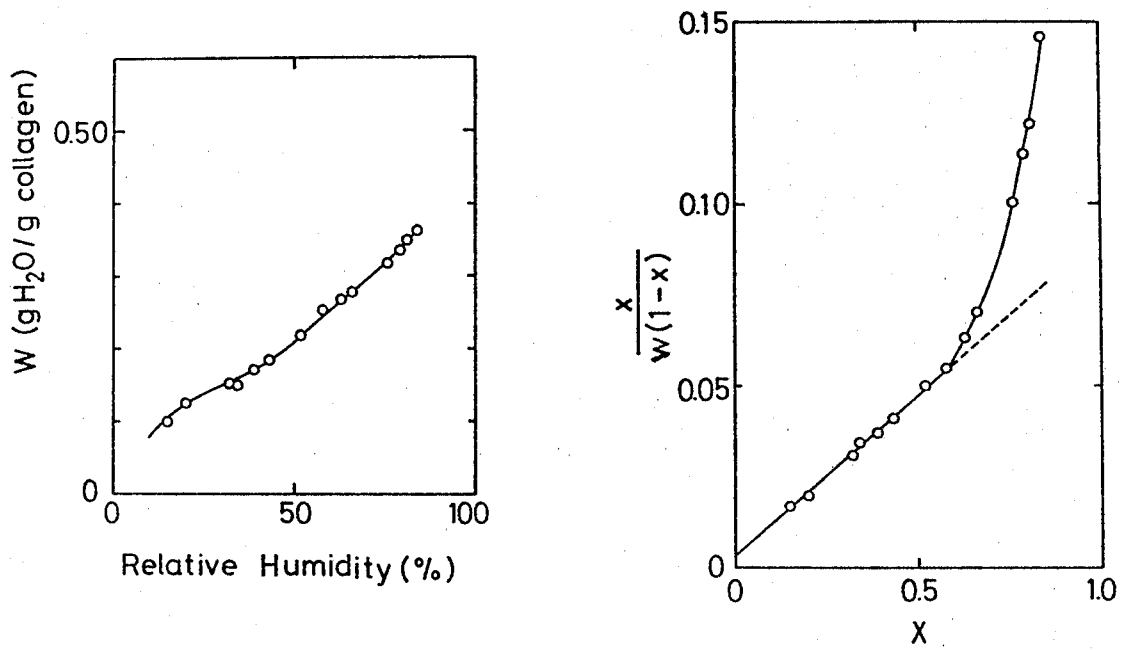 W (gH₂O/g collagen)
0.50
0
0
50
100
Relative Humidity (%)
x
W(1-x)
0.15
0.10
0.05
0
0
0.5
1.0
X